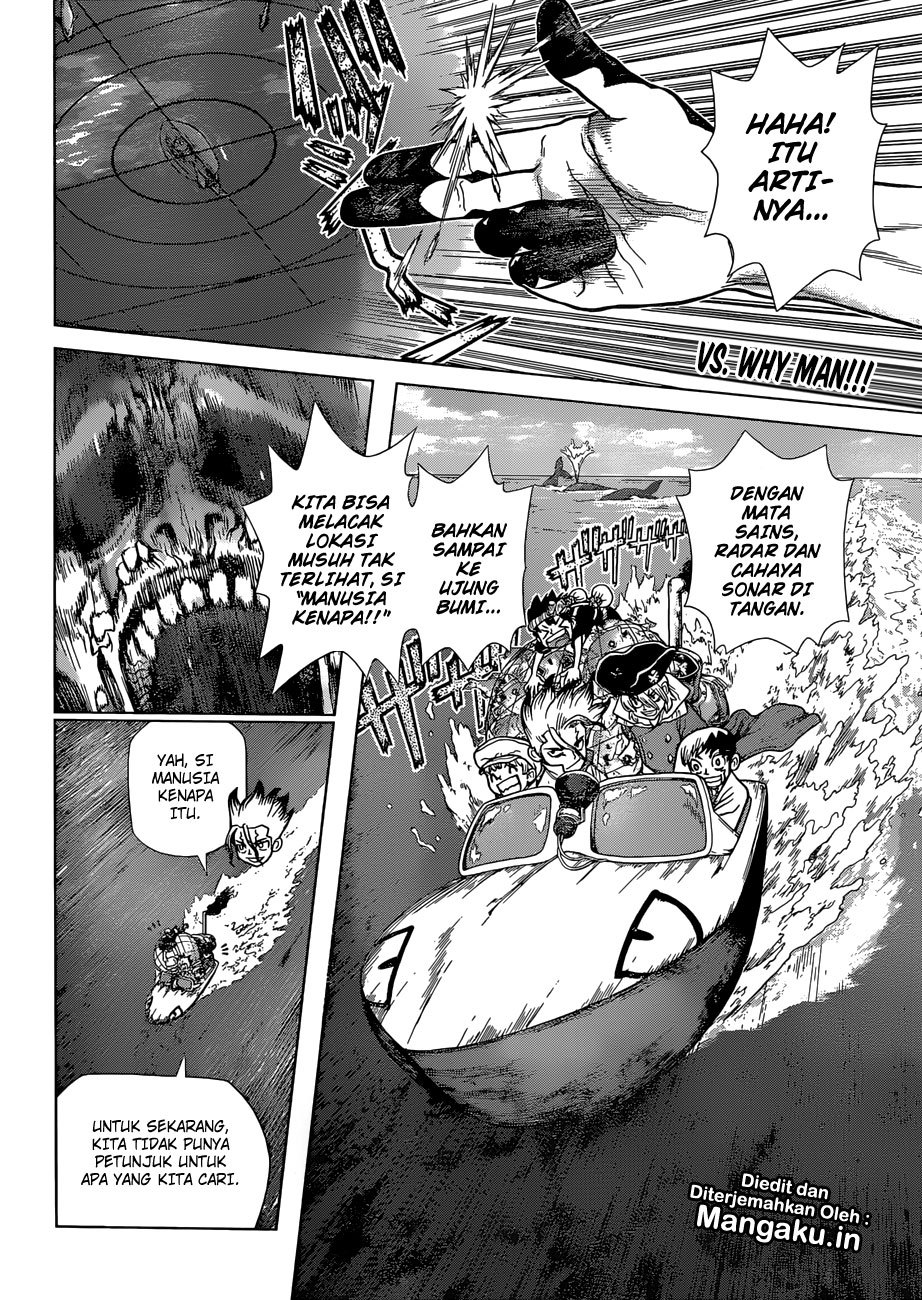 HAHA!
ITU
ARTI-
NYA...
VS. WHY MAN!!!
DENGAN
MATA
SAINS,
RADAR DAN
CAHAYA
SONAR DI
TANGAN.
BAHKAN
SAMPAI
KE
UJUNG
BUMI...
KITA BISA
MELACAK
LOKASI
MUSUH TAK
TERLIHAT, SI
"MANUSIA
KENAPA!!"
YAH, SI
MANUSIA
KENAPA
ITU.
UNTUK SEKARANG,
KITA TIDAK PUNYA
PETUNJUK UNTUK
APA YANG KITA CARI.
Diedit dan
Diterjemahkan Oleh :
Mangaku.in